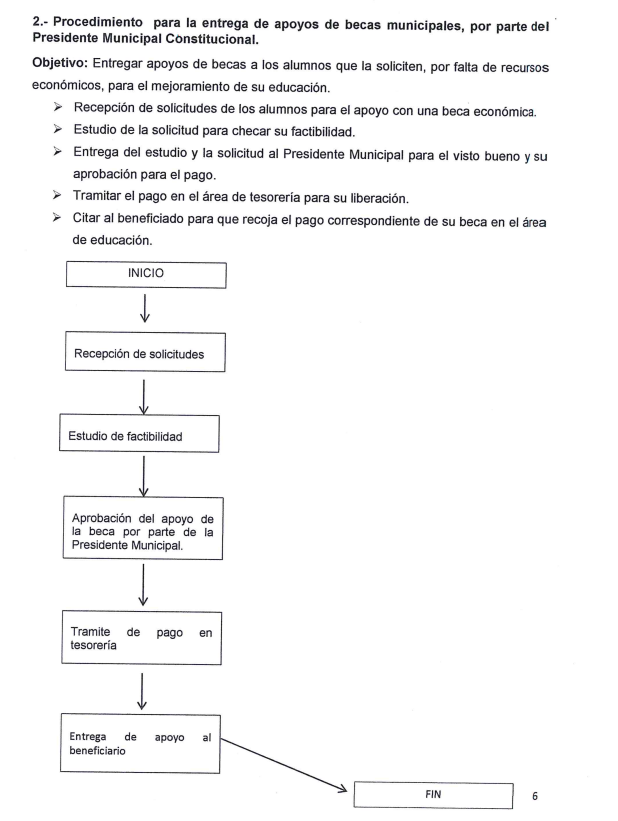 2.- Procedimiento para la entrega de apoyos de becas municipales, por parte del
Presidente Municipal Constitucional.
Objetivo: Entregar apoyos de becas a los alumnos que la soliciten, por falta de recursos
económicos, para el mejoramiento de su educación.
➢ Recepción de solicitudes de los alumnos para el apoyo con una beca económica.
➢ Estudio de la solicitud para checar su factibilidad.
➢ Entrega del estudio y la solicitud al Presidente Municipal para el visto bueno y su
aprobación para el pago.
➢ Tramitar el pago en el área de tesorería para su liberación.
➢ Citar al beneficiado para que recoja el pago correspondiente de su beca en el área
de educación.
INICIO
Recepción de solicitudes
Estudio de factibilidad
Aprobación del apoyo de
la beca por parte de la
Presidente Municipal.
Tramite de pago en
tesorería
Entrega de apoyo al
beneficiario
FIN
6